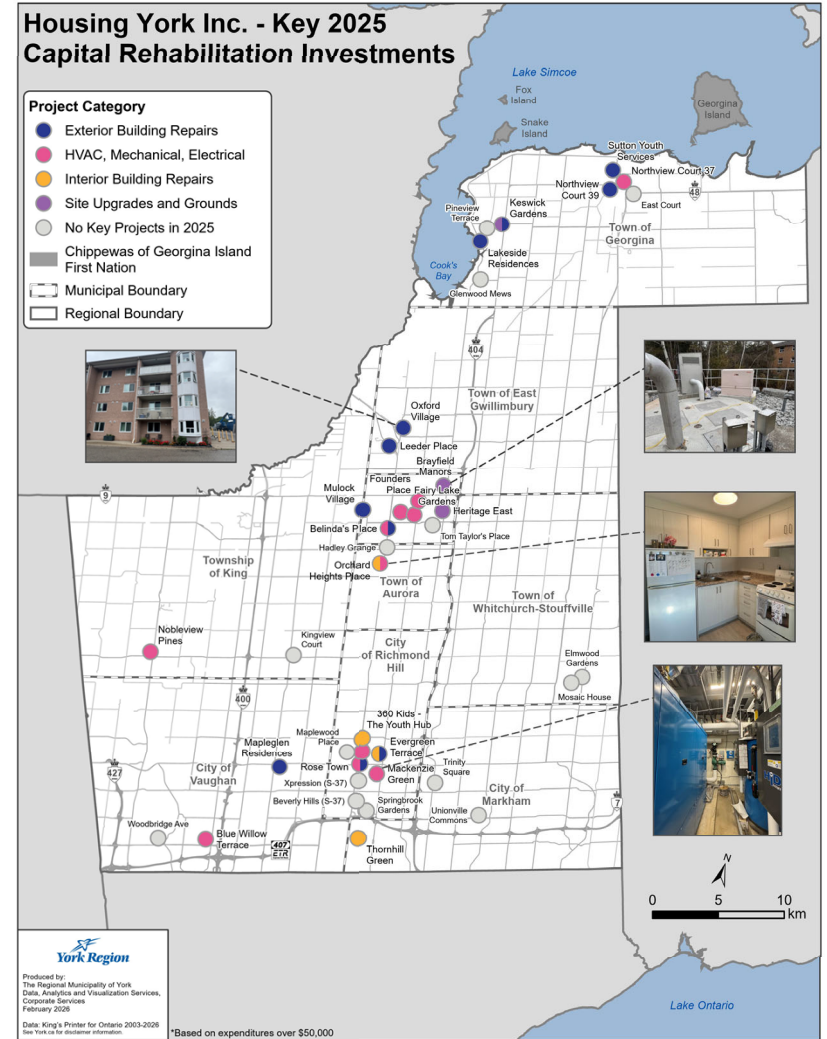 Housing York Inc. - Key 2025
Capital Rehabilitation Investments
Project Category
Exterior Building Repairs
HVAC, Mechanical, Electrical
Interior Building Repairs
Site Upgrades and Grounds
No Key Projects in 2025
Chippewas of Georgina Island
First Nation
Municipal Boundary
Regional Boundary
Lake Simcoe
Fox
Island
Snake
Island
Georgina
Island
Sutton Youth
Services
Northview Court 37
Northview
Court 39
48
East Court
Town of
Georgina
Pineview
Terrace
Keswick
Gardens
Lakeside
Residences
Cook's
Bay
Glenwood Mews
404
Town of East
Gwillimbury
Oxford
Village
Leeder Place
Brayfield
Manors
Founders
Place
Fairy Lake
Gardens
Mulock
Village
Heritage East
Belinda's Place
Tom Taylor's Place
Hadley Grange
Orchard
Heights Place
Town of
Aurora
9
Township
of King
Town of
Whitchurch-Stouffville
Nobleview
Pines
Kingview
Court
City
of Richmond
Hill
Elmwood
Gardens
Mosaic House
400
360 Kids -
The Youth Hub
Maplewood
Place
Evergreen
Terrace
Mapleglen
Residences
Rose Town
Mackenzie
Green
Trinity
Square
427
City of
Vaughan
Xpression (S-37)
Beverly Hills (S-37)
Springbrook
Gardens
City of
Markham
Unionville
Commons
7
Woodbridge Ave
Blue Willow
Terrace
407
ETR
Thornhill
Green
N
0 5 10
km
York Region
Produced by:
The Regional Municipality of York
Data, Analytics and Visualization Services,
Corporate Services
February 2026
Data: King's Printer for Ontario 2003-2026
See York.ca for disclaimer information.
*Based on expenditures over $50,000
Lake Ontario